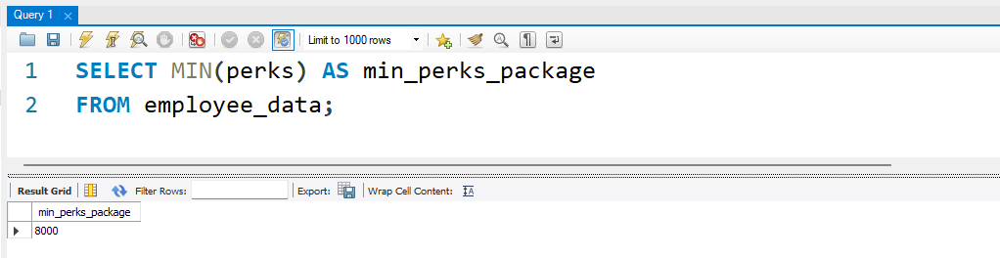 Query 1
Limit to 1000 rows
1 SELECT MIN(perks) AS min_perks_package
2 FROM employee_data;
Result Grid Filter Rows: Export: Wrap Cell Content:
min_perks_package
8000